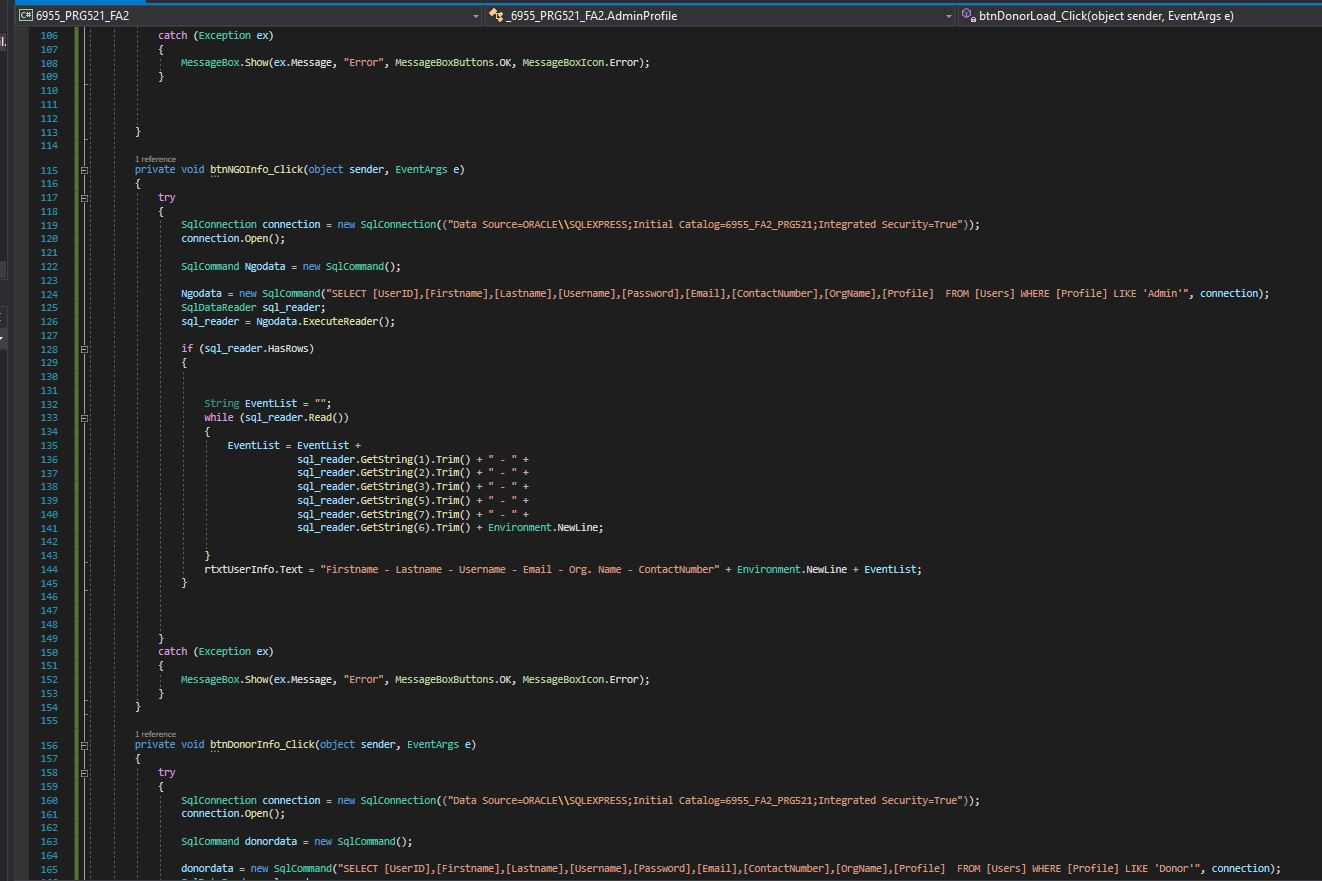 6955_PRG521_FA2 _6955_PRG521_FA2.AdminProfile btnDonorLoad_Click(object sender, EventArgs e)
106 catch (Exception ex)
107 {
108 MessageBox.Show(ex.Message, "Error", MessageBoxButtons.OK, MessageBoxIcon.Error);
109 }
110
111
112
113 }
114
1 reference
115 private void btnNGOInfo_Click(object sender, EventArgs e)
116 {
117 try
118 {
119 SqlConnection connection = new SqlConnection(("Data Source=ORACLE\\SQLEXPRESS;Initial Catalog=6955_FA2_PRG521;Integrated Security=True"));
120 connection.Open();
121
122 SqlCommand Ngodata = new SqlCommand();
123
124 Ngodata = new SqlCommand("SELECT [UserID],[Firstname],[Lastname],[Username],[Password],[Email],[ContactNumber],[OrgName],[Profile]  FROM [Users] WHERE [Profile] LIKE 'Admin'", connection);
125 SqlDataReader sql_reader;
126 sql_reader = Ngodata.ExecuteReader();
127
128 if (sql_reader.HasRows)
129 {
130
131
132 String EventList = "";
133 while (sql_reader.Read())
134 {
135 EventList = EventList +
136 sql_reader.GetString(1).Trim() + " - " +
137 sql_reader.GetString(2).Trim() + " - " +
138 sql_reader.GetString(3).Trim() + " - " +
139 sql_reader.GetString(5).Trim() + " - " +
140 sql_reader.GetString(7).Trim() + " - " +
141 sql_reader.GetString(6).Trim() + Environment.NewLine;
142
143 }
144 rtxtUserInfo.Text = "Firstname - Lastname - Username - Email - Org. Name - ContactNumber" + Environment.NewLine + EventList;
145 }
146
147
148
149 }
150 catch (Exception ex)
151 {
152 MessageBox.Show(ex.Message, "Error", MessageBoxButtons.OK, MessageBoxIcon.Error);
153 }
154 }
155
1 reference
156 private void btnDonorInfo_Click(object sender, EventArgs e)
157 {
158 try
159 {
160 SqlConnection connection = new SqlConnection(("Data Source=ORACLE\\SQLEXPRESS;Initial Catalog=6955_FA2_PRG521;Integrated Security=True"));
161 connection.Open();
162
163 SqlCommand donordata = new SqlCommand();
164
165 donordata = new SqlCommand("SELECT [UserID],[Firstname],[Lastname],[Username],[Password],[Email],[ContactNumber],[OrgName],[Profile]  FROM [Users] WHERE [Profile] LIKE 'Donor'", connection);